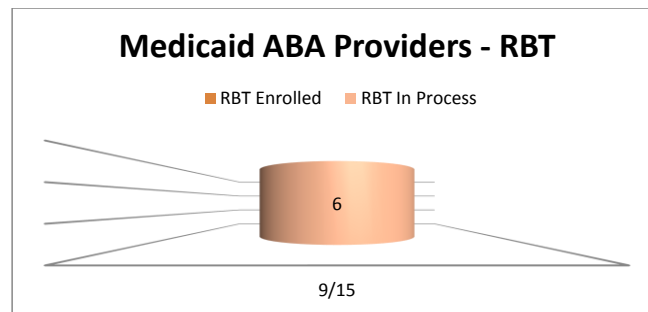 Medicaid ABA Providers - RBT
RBT Enrolled RBT In Process
6
9/15